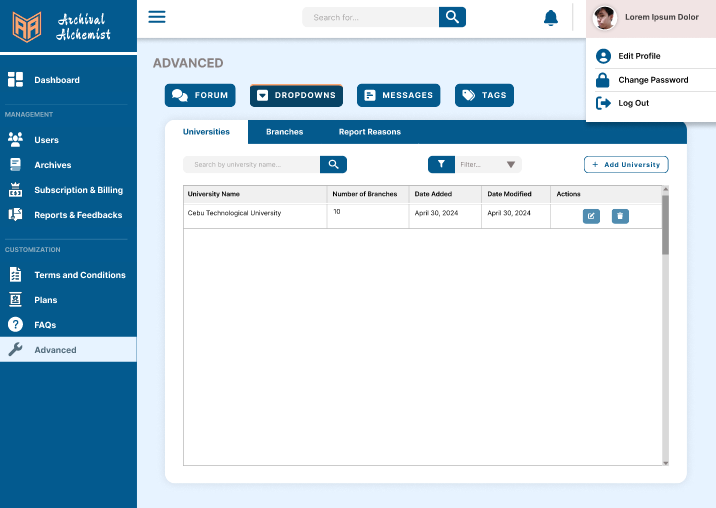 Archival
Alchemist
Search for...
Lorem Ipsum Dolor
Edit Profile
Change Password
Log Out
Dashboard
MANAGEMENT
Users
Archives
Subscription & Billing
Reports & Feedbacks
CUSTOMIZATION
Terms and Conditions
Plans
FAQs
Advanced
ADVANCED
FORUM
DROPDOWNS
MESSAGES
TAGS
Universities
Branches
Report Reasons
Search by university name...
Filter...
+ Add University
University Name
Number of Branches
Date Added
Date Modified
Actions
Cebu Technological University
10
April 30, 2024
April 30, 2024